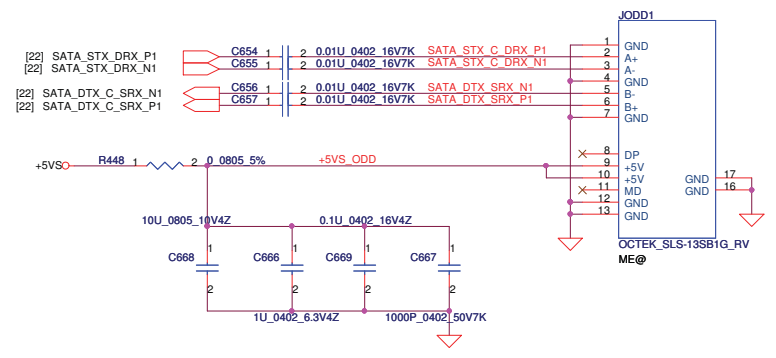 JODD1
[22] SATA_STX_DRX_P1 C654 1 2 0.01U_0402_16V7K SATA_STX_C_DRX_P1
[22] SATA_STX_DRX_N1 C655 1 2 0.01U_0402_16V7K SATA_STX_C_DRX_N1
[22] SATA_DTX_C_SRX_N1 C656 1 2 0.01U_0402_16V7K SATA_DTX_SRX_N1
[22] SATA_DTX_C_SRX_P1 C657 1 2 0.01U_0402_16V7K SATA_DTX_SRX_P1
1 GND
2 A+
3 A-
4 GND
5 B-
6 B+
7 GND
8 DP
+5VS R448 1 2 0_0805_5% +5VS_ODD 9 +5V
10 +5V GND 17
11 MD GND 16
12 GND
13 GND
OCTEK_SLS-13SB1G_RV
ME@
10U_0805_10V4Z 0.1U_0402_16V4Z
1 1 1 1
C668 C666 C669 C667
2 2 2 2
1U_0402_6.3V4Z 1000P_0402_50V7K